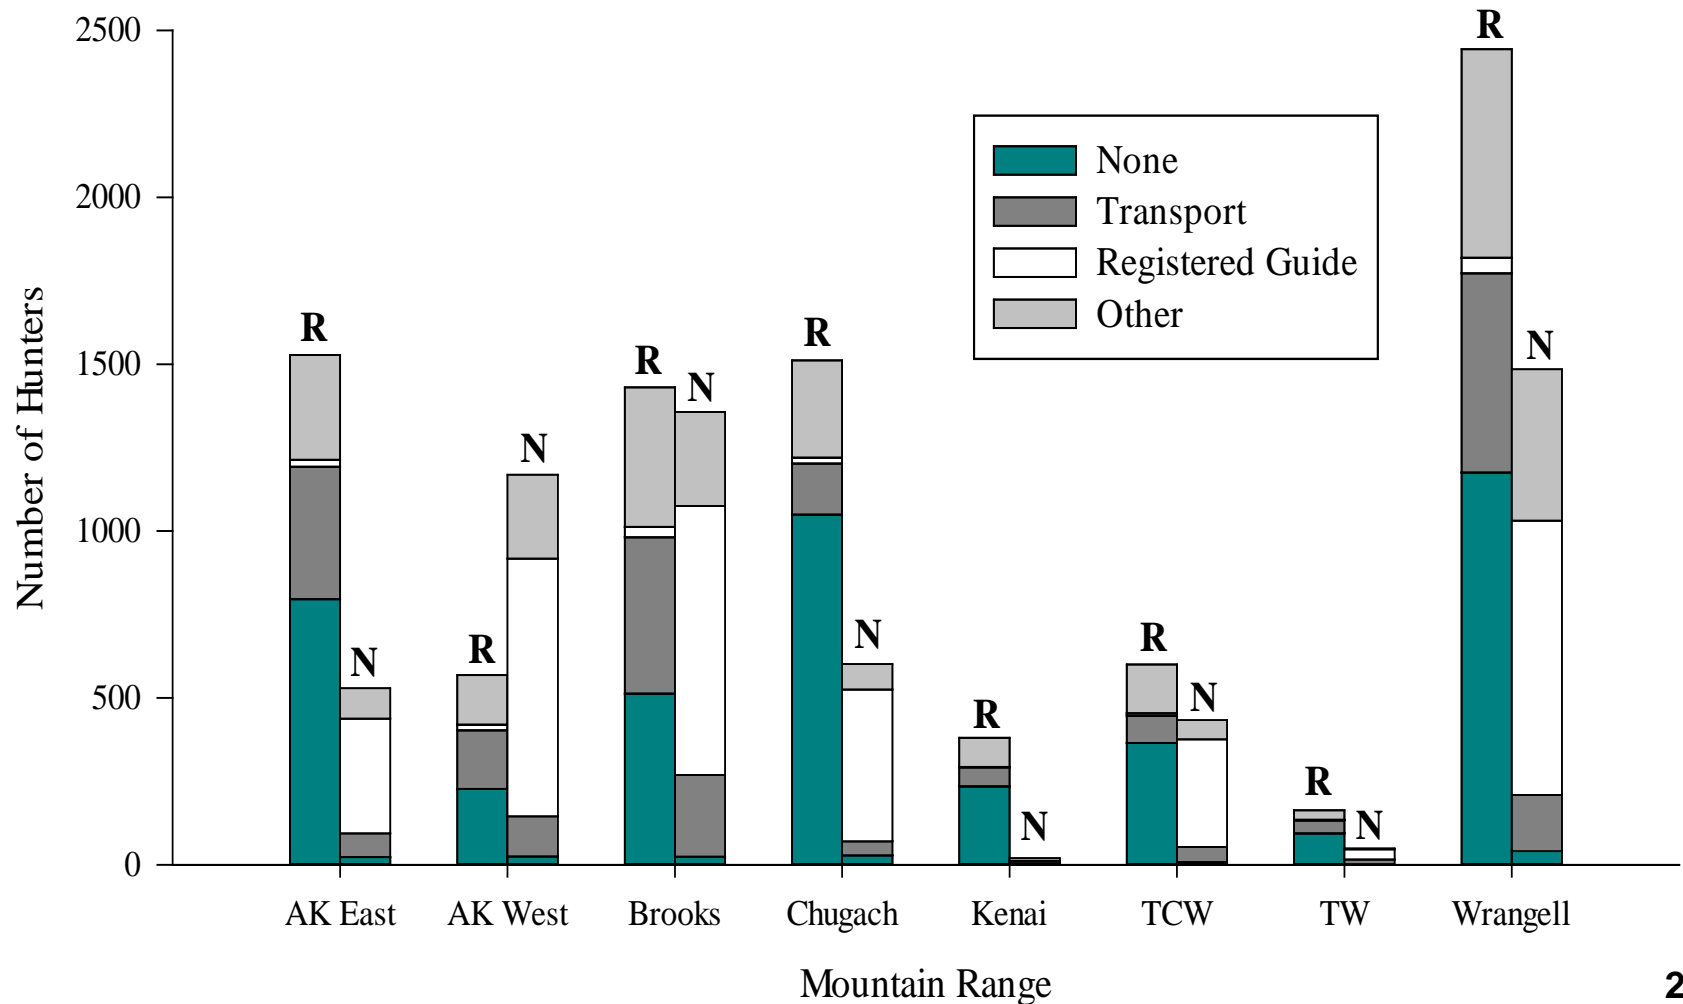 2500
2000
1500
1000
500
0
Number of Hunters
R
N
R
N
R
N
R
N
R
N
R
N
R
N
R
N
None
Transport
Registered Guide
Other
AK East
AK West
Brooks
Chugach
Kenai
TCW
TW
Wrangell
Mountain Range
2